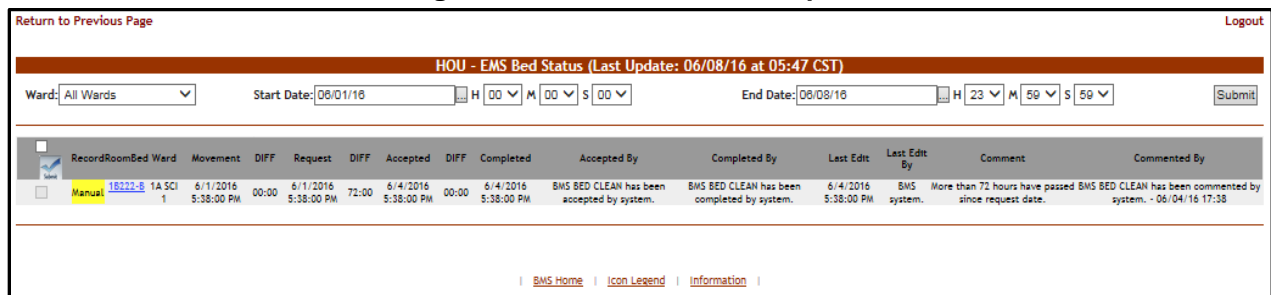 Return to Previous Page Logout
HOU - EMS Bed Status (Last Update: 06/08/16 at 05:47 CST)
Ward: All Wards Start Date: 06/01/16 ... H 00 M 00 S 00 End Date: 06/08/16 ... H 23 M 59 S 59 Submit
Record RoomBed Ward Movement DIFF Request DIFF Accepted DIFF Completed Accepted By Completed By Last Edit Last Edit By Comment Commented By
Manual 1B222-B 1A SCI 1 6/1/2016 5:38:00 PM 00:00 6/1/2016 5:38:00 PM 72:00 6/4/2016 5:38:00 PM 00:00 6/4/2016 5:38:00 PM BMS BED CLEAN has been accepted by system. BMS BED CLEAN has been completed by system. 6/4/2016 5:38:00 PM BMS system. More than 72 hours have passed since request date. BMS BED CLEAN has been commented by system. - 06/04/16 17:38
| BMS Home | Icon Legend | Information |